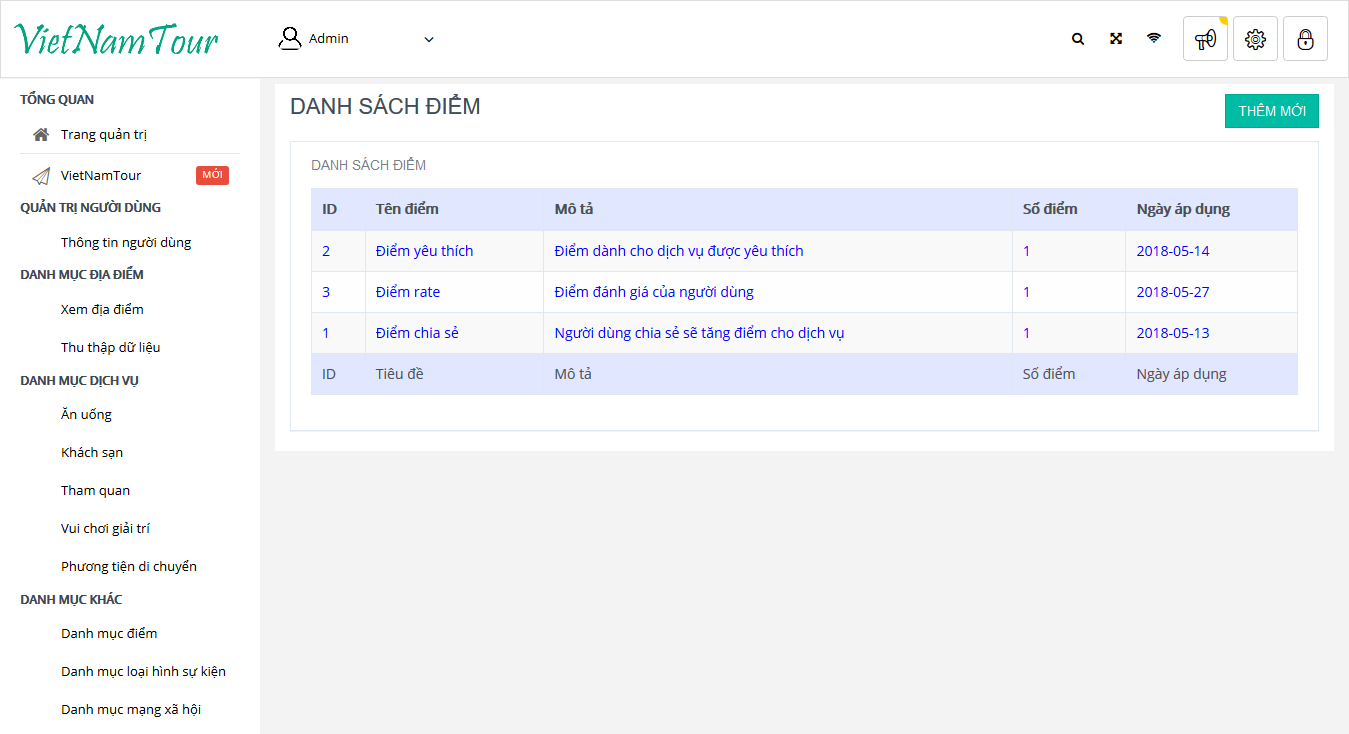 VietNamTour
Admin
TỔNG QUAN
Trang quản trị
VietNamTour MỚI
QUẢN TRỊ NGƯỜI DÙNG
Thông tin người dùng
DANH MỤC ĐỊA ĐIỂM
Xem địa điểm
Thu thập dữ liệu
DANH MỤC DỊCH VỤ
Ăn uống
Khách sạn
Tham quan
Vui chơi giải trí
Phương tiện di chuyển
DANH MỤC KHÁC
Danh mục điểm
Danh mục loại hình sự kiện
Danh mục mạng xã hội
DANH SÁCH ĐIỂM
THÊM MỚI
DANH SÁCH ĐIỂM
ID Tên điểm Mô tả Số điểm Ngày áp dụng
2 Điểm yêu thích Điểm dành cho dịch vụ được yêu thích 1 2018-05-14
3 Điểm rate Điểm đánh giá của người dùng 1 2018-05-27
1 Điểm chia sẻ Người dùng chia sẻ sẽ tăng điểm cho dịch vụ 1 2018-05-13
ID Tiêu đề Mô tả Số điểm Ngày áp dụng